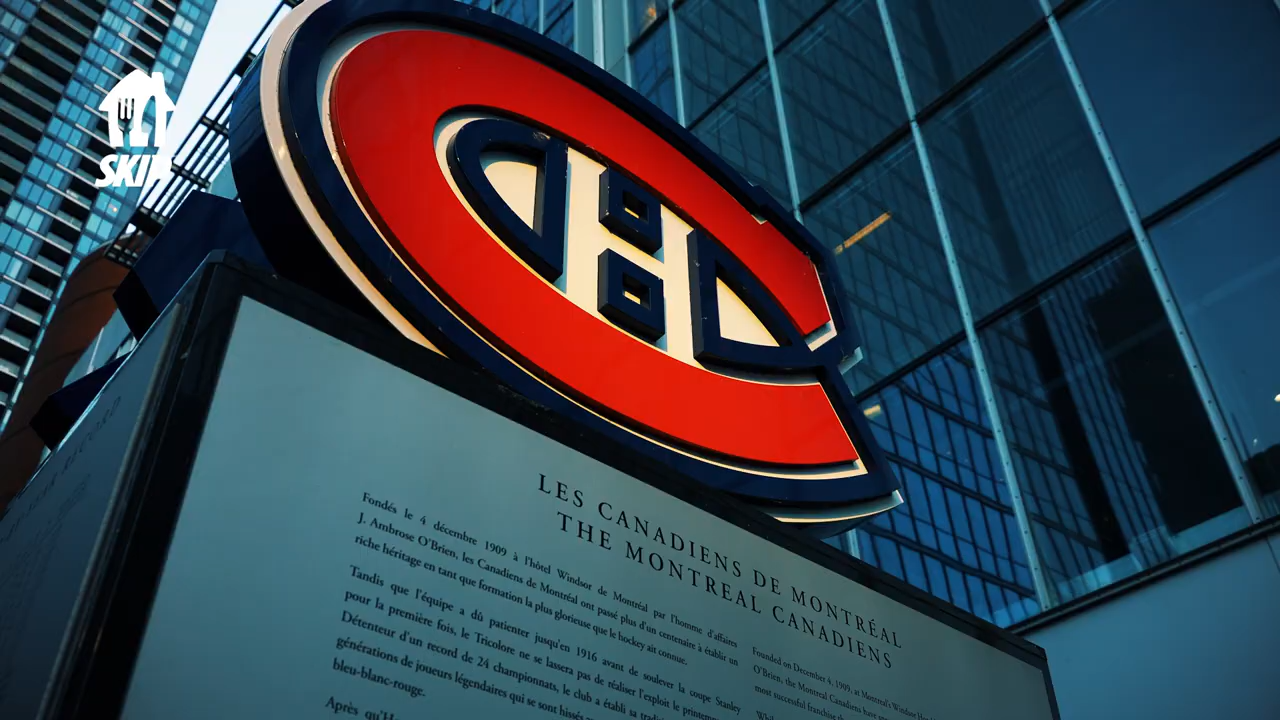 SKIP
LES CANADIENS DE MONTRÉAL
THE MONTREAL CANADIENS
Fondés le 4 décembre 1909 à l'hôtel Windsor de Montréal par l'homme d'affaires
J. Ambrose O'Brien, les Canadiens de Montréal ont passé plus d'un centenaire à établir un
riche héritage en tant que formation la plus glorieuse que le hockey ait connue.
Tandis que l'équipe a dû patienter jusqu'en 1916 avant de soulever la coupe Stanley
pour la première fois, le Tricolore ne se lassera pas de réaliser l'exploit le printemps
Détenteur d'un record de 24 championnats, le club a établi sa
générations de joueurs légendaires qui se sont hissés
bleu-blanc-rouge.
Après
Founded on December 4, 1909, at Montreal's Windsor
O'Brien, the Montreal Canadiens have
most successful franchise